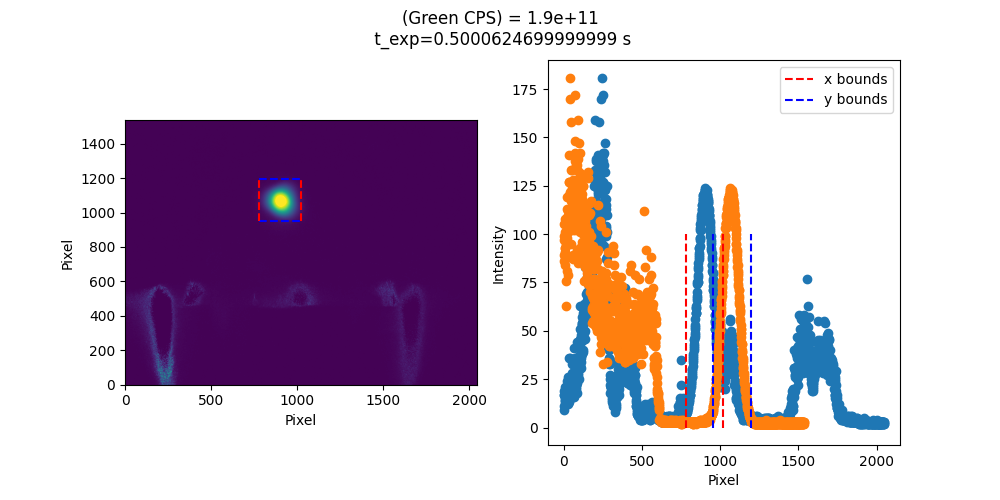 (Green CPS) = 1.9e+11
t_exp=0.5000624699999999 s
1400
1200
1000
800
600
400
200
0
Pixel
0 500 1000 1500 2000
Pixel
175
150
125
100
75
50
25
0
Intensity
x bounds
y bounds
0 500 1000 1500 2000
Pixel